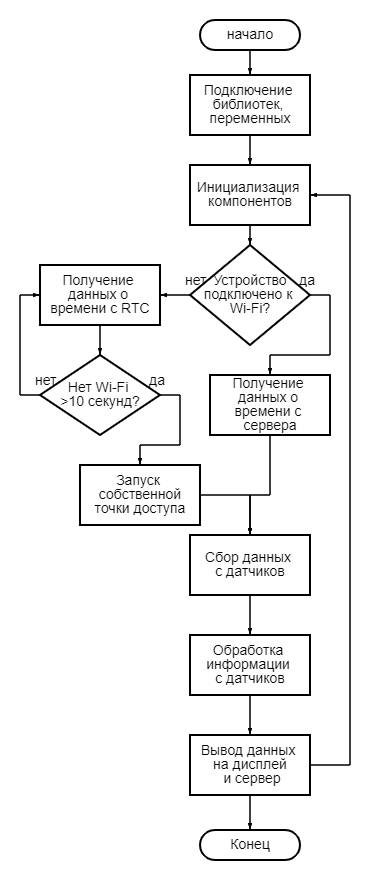 начало
Подключение
библиотек,
переменных
Инициализация
компонентов
нет
Устройство
подключено к
Wi-Fi?
да
Получение
данных о
времени с RTC
нет
Нет Wi-Fi
>10 секунд?
да
Получение
данных о
времени с
сервера
Запуск
собственной
точки доступа
Сбор данных
с датчиков
Обработка
информации
с датчиков
Вывод данных
на дисплей
и сервер
Конец